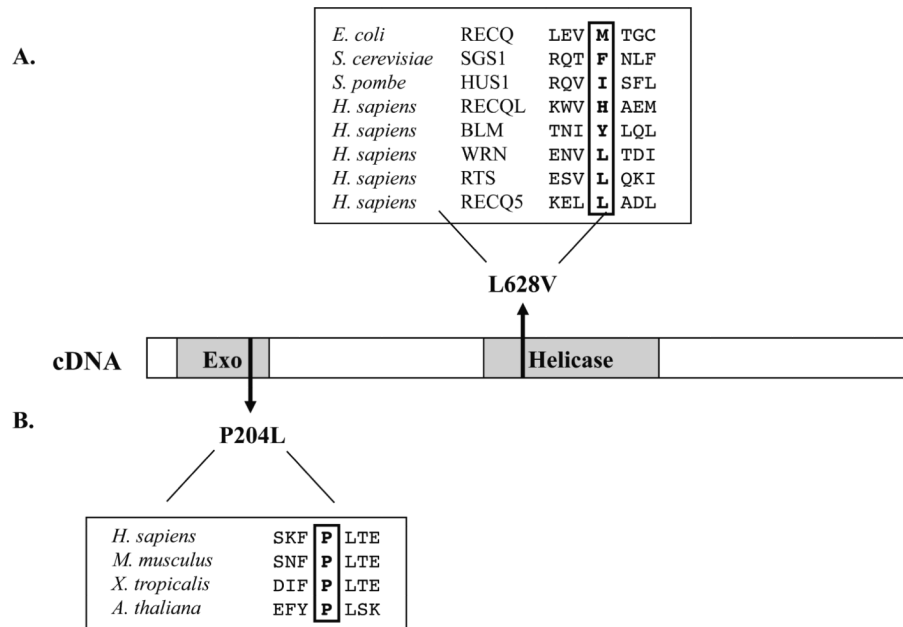 A.
E. coli RECQ LEV M TGC
S. cerevisiae SGS1 RQT F NLF
S. pombe HUS1 RQV I SFL
H. sapiens RECQL KWV H AEM
H. sapiens BLM TNI Y LQL
H. sapiens WRN ENV L TDI
H. sapiens RTS ESV L QKI
H. sapiens RECQ5 KEL L ADL
L628V
cDNA Exo Helicase
B.
P204L
H. sapiens SKF P LTE
M. musculus SNF P LTE
X. tropicalis DIF P LTE
A. thaliana EFY P LSK